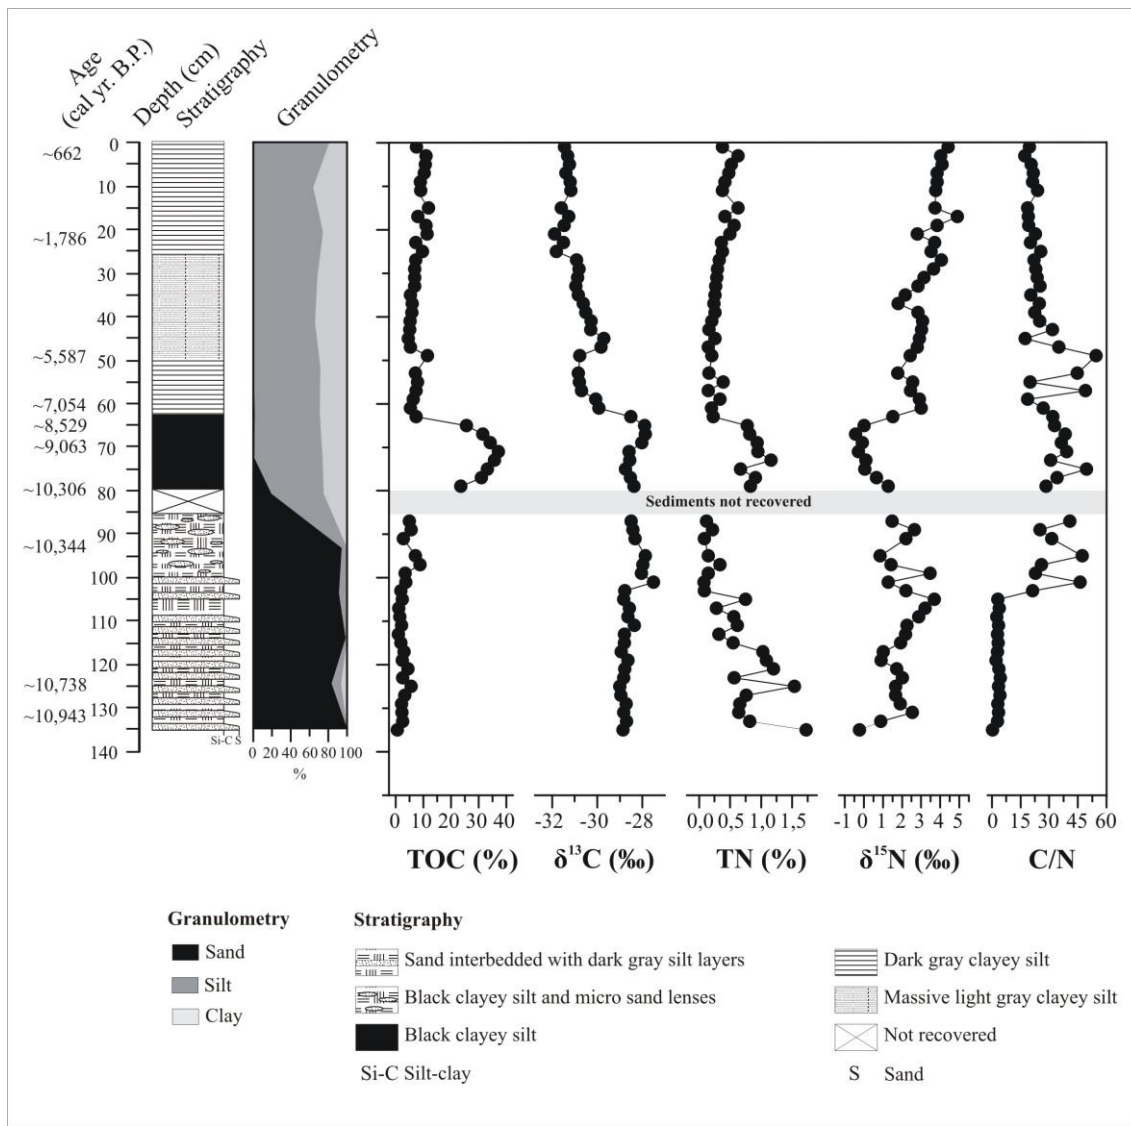 Age
(cal yr. B.P.)
Depth (cm)
Stratigraphy
Granulometry
~662
~1,786
~5,587
~7,054
~8,529
~9,063
~10,306
~10,344
~10,738
~10,943
0
10
20
30
40
50
60
70
80
90
100
110
120
130
140
Sediments not recovered
Si-C S
0 20 40 60 80 100
%
0 10 20 30 40
TOC (%)
-32 -30 -28
δ¹³C (‰)
0,0 0,5 1,0 1,5
TN (%)
-1 0 1 2 3 4 5
δ¹⁵N (‰)
0 15 30 45 60
C/N
Granulometry
Sand
Silt
Clay
Stratigraphy
Sand interbedded with dark gray silt layers
Black clayey silt and micro sand lenses
Black clayey silt
Si-C Silt-clay
Dark gray clayey silt
Massive light gray clayey silt
Not recovered
S Sand